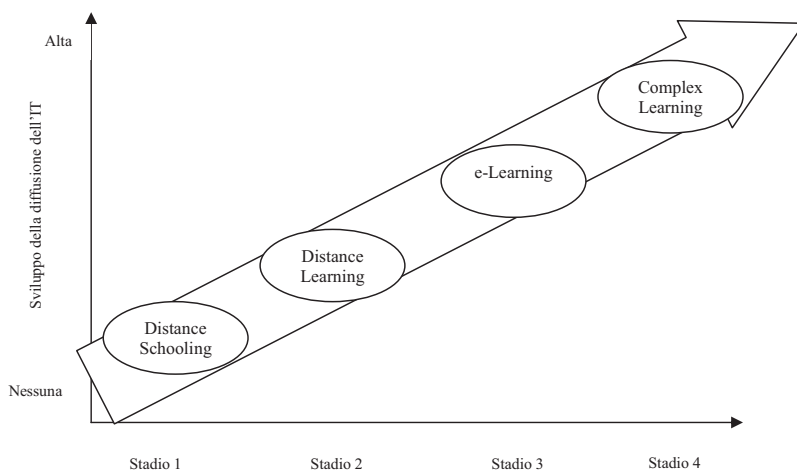 Alta
Complex
Learning
e-Learning
Sviluppo della diffusione dell'IT
Distance
Learning
Distance
Schooling
Nessuna
Stadio 1
Stadio 2
Stadio 3
Stadio 4